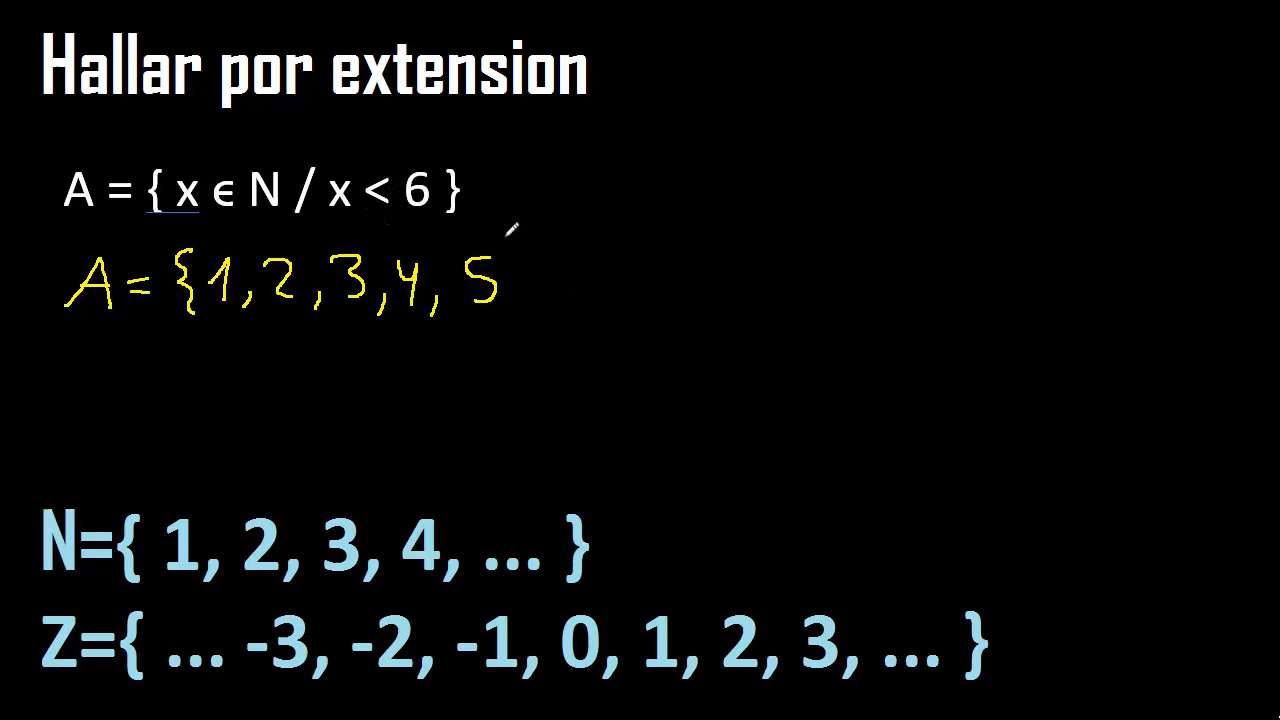 Hallar por extension
A = { x ϵ N / x < 6 }
A = {1, 2, 3, 4, 5
N={ 1, 2, 3, 4, ... }
Z={ ... -3, -2, -1, 0, 1, 2, 3, ... }